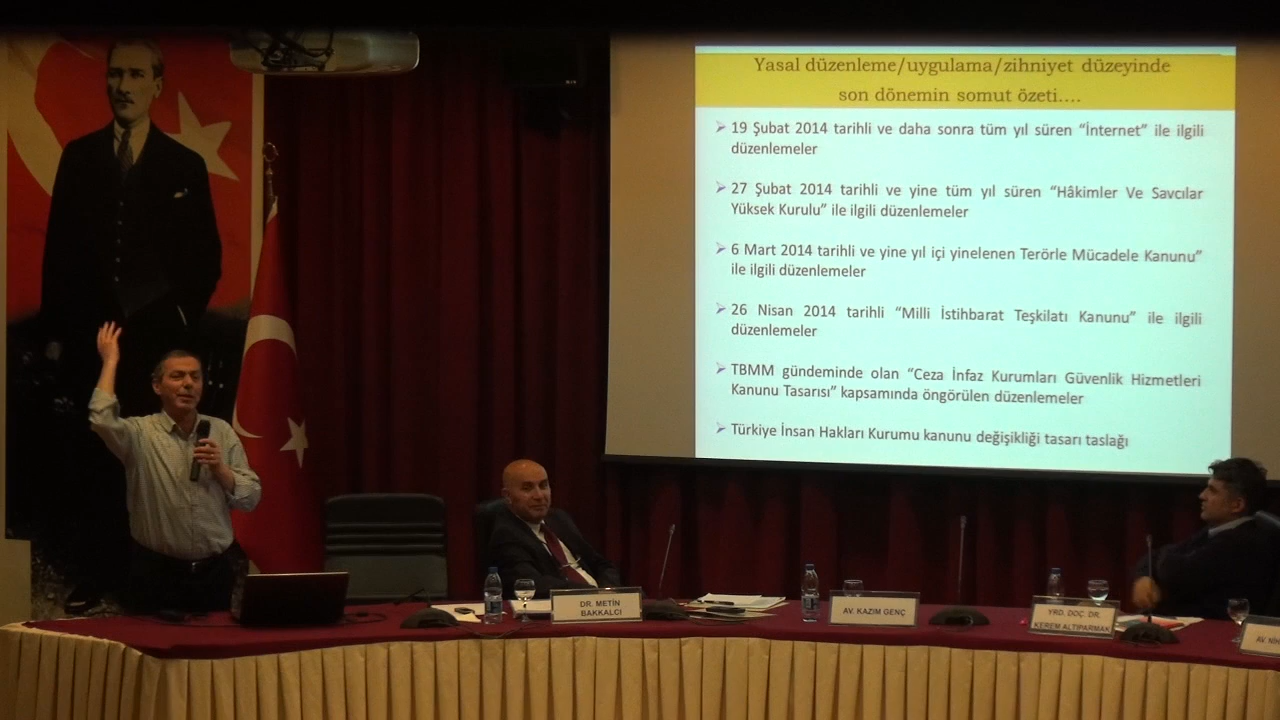 Yasal düzenleme/uygulama/zihniyet düzeyinde
son dönemin somut özeti....
➢ 19 Şubat 2014 tarihli ve daha sonra tüm yıl süren “İnternet” ile ilgili
düzenlemeler
➢ 27 Şubat 2014 tarihli ve yine tüm yıl süren “Hâkimler Ve Savcılar
Yüksek Kurulu” ile ilgili düzenlemeler
➢ 6 Mart 2014 tarihli ve yine yıl içi yinelenen Terörle Mücadele Kanunu”
ile ilgili düzenlemeler
➢ 26 Nisan 2014 tarihli “Milli İstihbarat Teşkilatı Kanunu” ile ilgili
düzenlemeler
➢ TBMM gündeminde olan “Ceza İnfaz Kurumları Güvenlik Hizmetleri
Kanunu Tasarısı” kapsamında öngörülen düzenlemeler
➢ Türkiye İnsan Hakları Kurumu kanunu değişikliği tasarı taslağı
DR. METİN
BAKKALCI
AV. KAZIM GENÇ
YRD. DOÇ. DR.
KEREM ALTIPARMAK
AV.